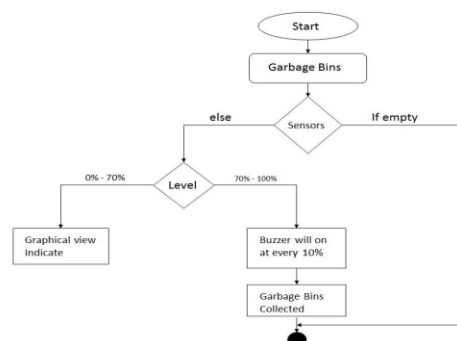 Start
Garbage Bins
Sensors
else
If empty
Level
0% - 70%
70% - 100%
Graphical view
Indicate
Buzzer will on
at every 10%
Garbage Bins
Collected